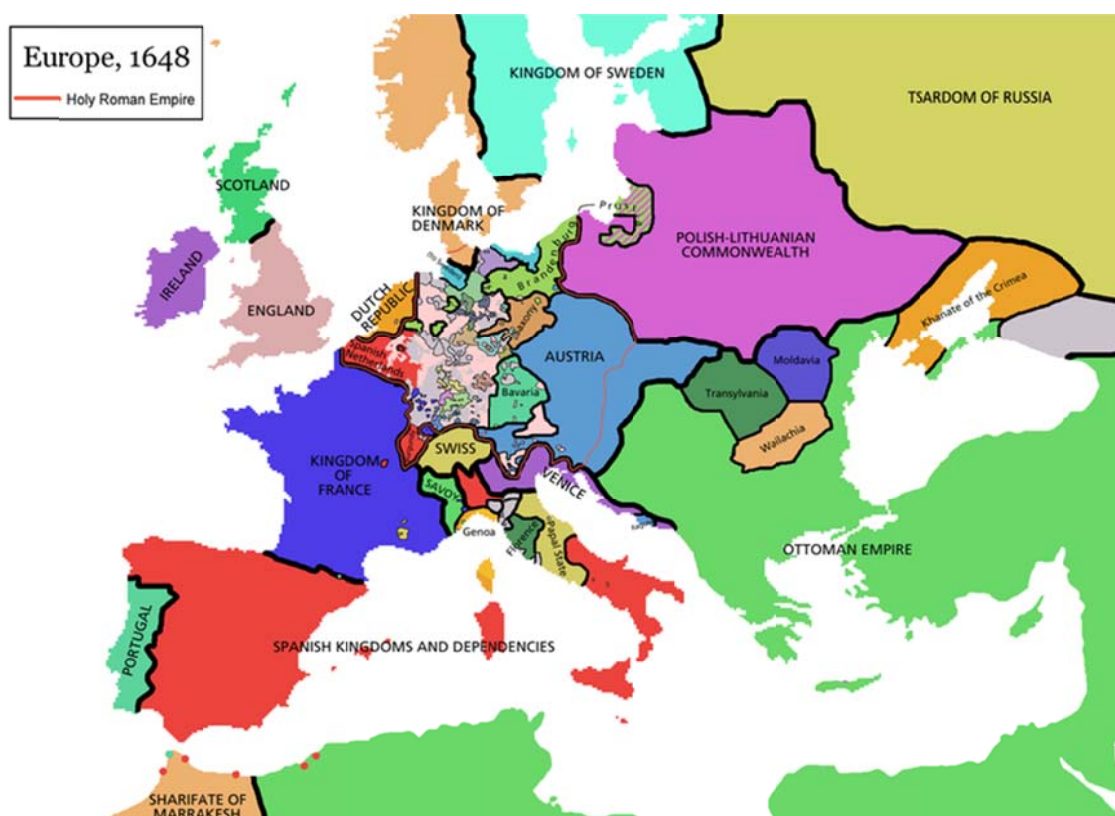 Europe, 1648
Holy Roman Empire
KINGDOM OF SWEDEN
TSARDOM OF RUSSIA
SCOTLAND
KINGDOM OF
DENMARK
IRELAND
ENGLAND
DUTCH
REPUBLIC
Brandenburg
POLISH-LITHUANIAN
COMMONWEALTH
Khanate of the Crimea
Spanish
Netherlands
Saxony
AUSTRIA
Bavaria
Moldavia
Transylvania
Wallachia
KINGDOM
OF
FRANCE
SWISS
SAVOY
VENICE
Genoa
Florence
Papal State
OTTOMAN EMPIRE
PORTUGAL
SPANISH KINGDOMS AND DEPENDENCIES
SHARIFATE OF
MARRAKESH